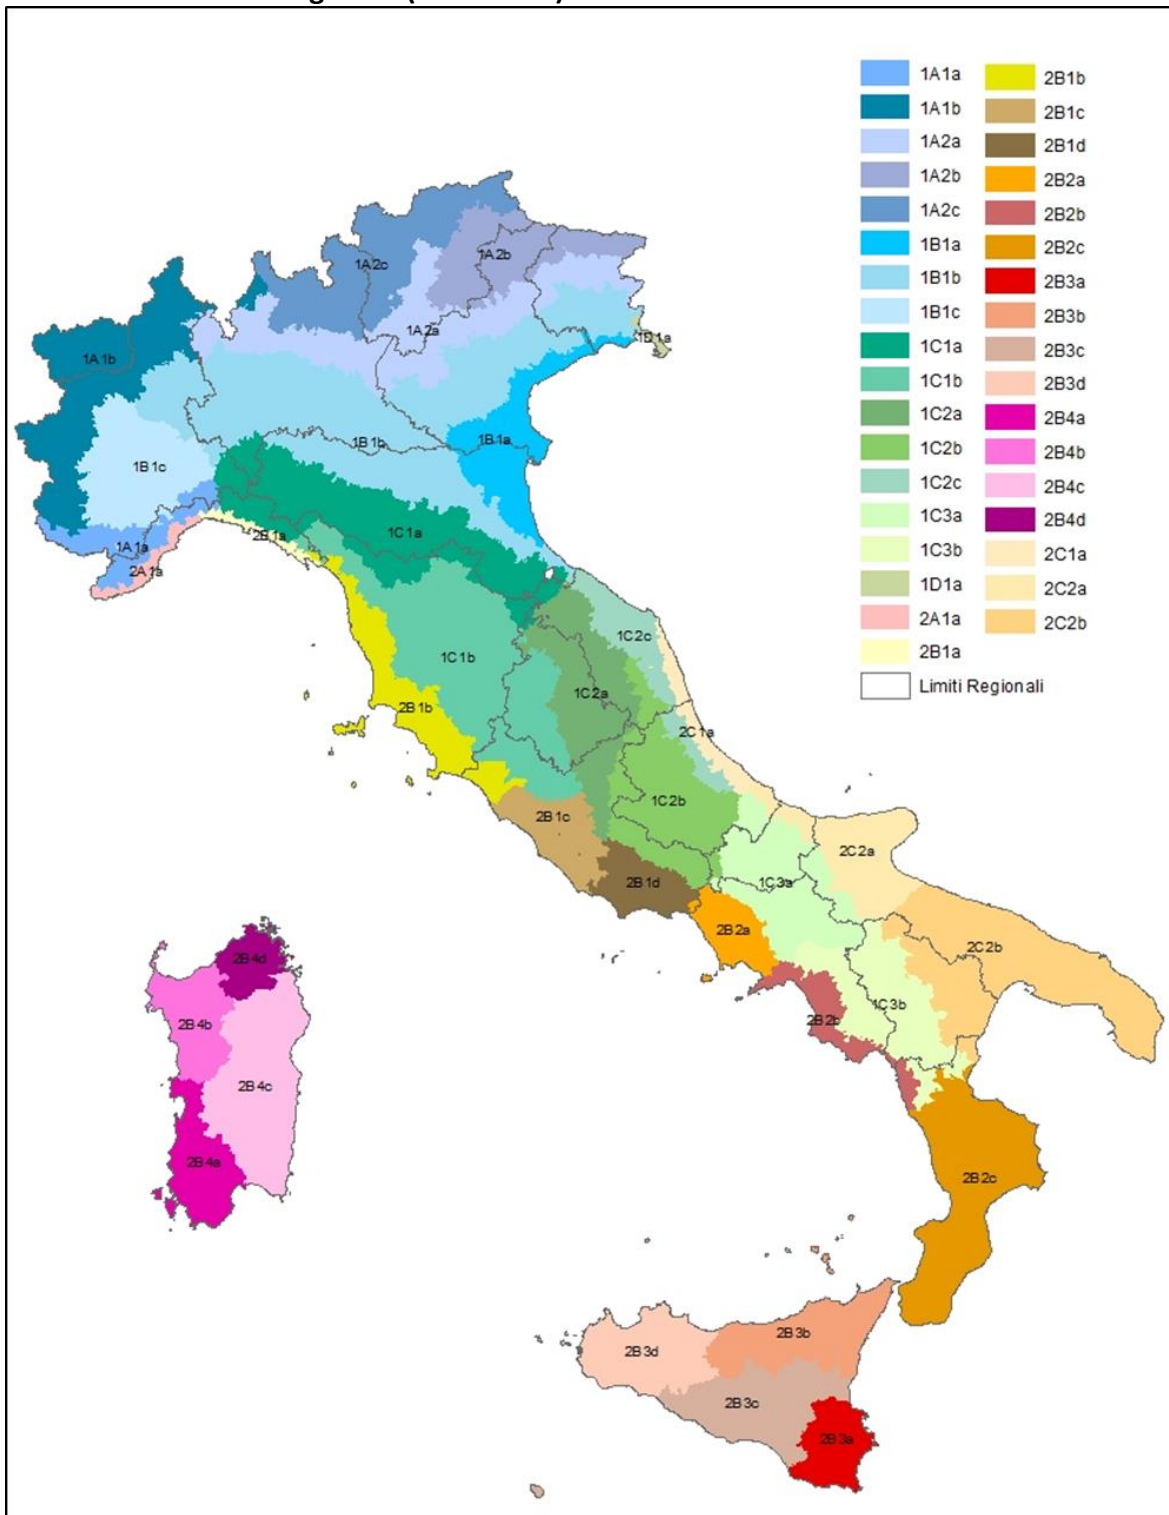 1A1a
1A1b
1A2a
1A2b
1A2c
1B1a
1B1b
1B1c
1C1a
1C1b
1C2a
1C2b
1C2c
1C3a
1C3b
1D1a
2A1a
2B1a
Limiti Regionali
2B1b
2B1c
2B1d
2B2a
2B2b
2B2c
2B3a
2B3b
2B3c
2B3d
2B4a
2B4b
2B4c
2B4d
2C1a
2C2a
2C2b
1A2b
1A2c
1A2a
1D1a
1A1b
1B1a
1B1b
1B1c
1C1a
2B1a
1A1a
2A1a
1C2c
1C1b
1C2a
2B1b
2C1a
1C2b
2B1c
2C2a
2B1d
1C3a
2B2a
2C2b
2B4d
1C3b
2B2b
2B4b
2B4c
2B4a
2B2c
2B3b
2B3d
2B3c
2B3a